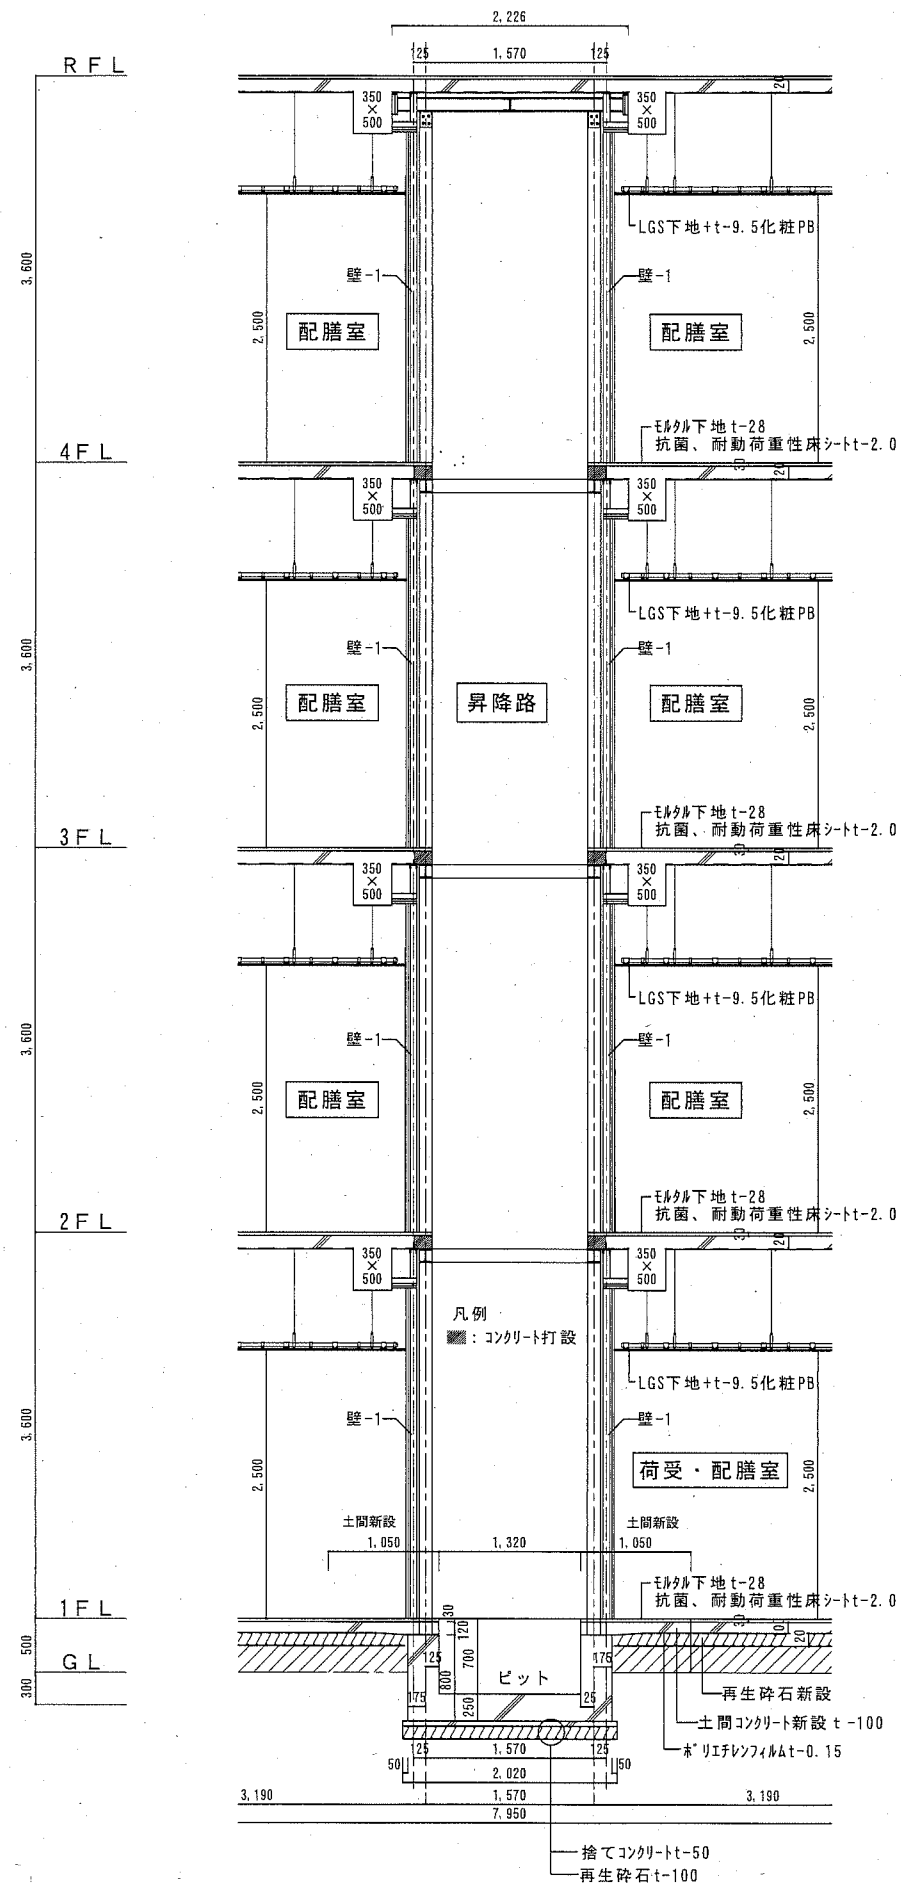 2,226
125 1,570 125
RFL
20
350
×
500
350
×
500
LGS下地+t-9.5化粧PB
3,600
壁-1
壁-1
2,500
配膳室
配膳室
2,500
モルタル下地t-28
抗菌、耐動荷重性床シートt-2.0
4FL
30
20
350
×
500
350
×
500
LGS下地+t-9.5化粧PB
3,600
壁-1
壁-1
2,500
配膳室
昇降路
配膳室
2,500
モルタル下地t-28
抗菌、耐動荷重性床シートt-2.0
3FL
30
20
350
×
500
350
×
500
LGS下地+t-9.5化粧PB
3,600
壁-1
壁-1
2,500
配膳室
配膳室
2,500
モルタル下地t-28
抗菌、耐動荷重性床シートt-2.0
2FL
30
120
350
×
500
350
×
500
凡例
:コンクリート打設
LGS下地+t-9.5化粧PB
3,600
壁-1
壁-1
2,500
荷受・配膳室
2,500
土間新設
土間新設
1,050 1,320 1,050
モルタル下地t-28
抗菌、耐動荷重性床シートt-2.0
1FL
30
120
30
20
500
700
GL
125
175
800
ピット
300
175
250
25
再生砕石新設
土間コンクリート新設t-100
ポリエチレンフィルムt-0.15
125 1,570 125
50 2,020 50
3,190 1,570 3,190
7,950
捨てコンクリートt-50
再生砕石t-100